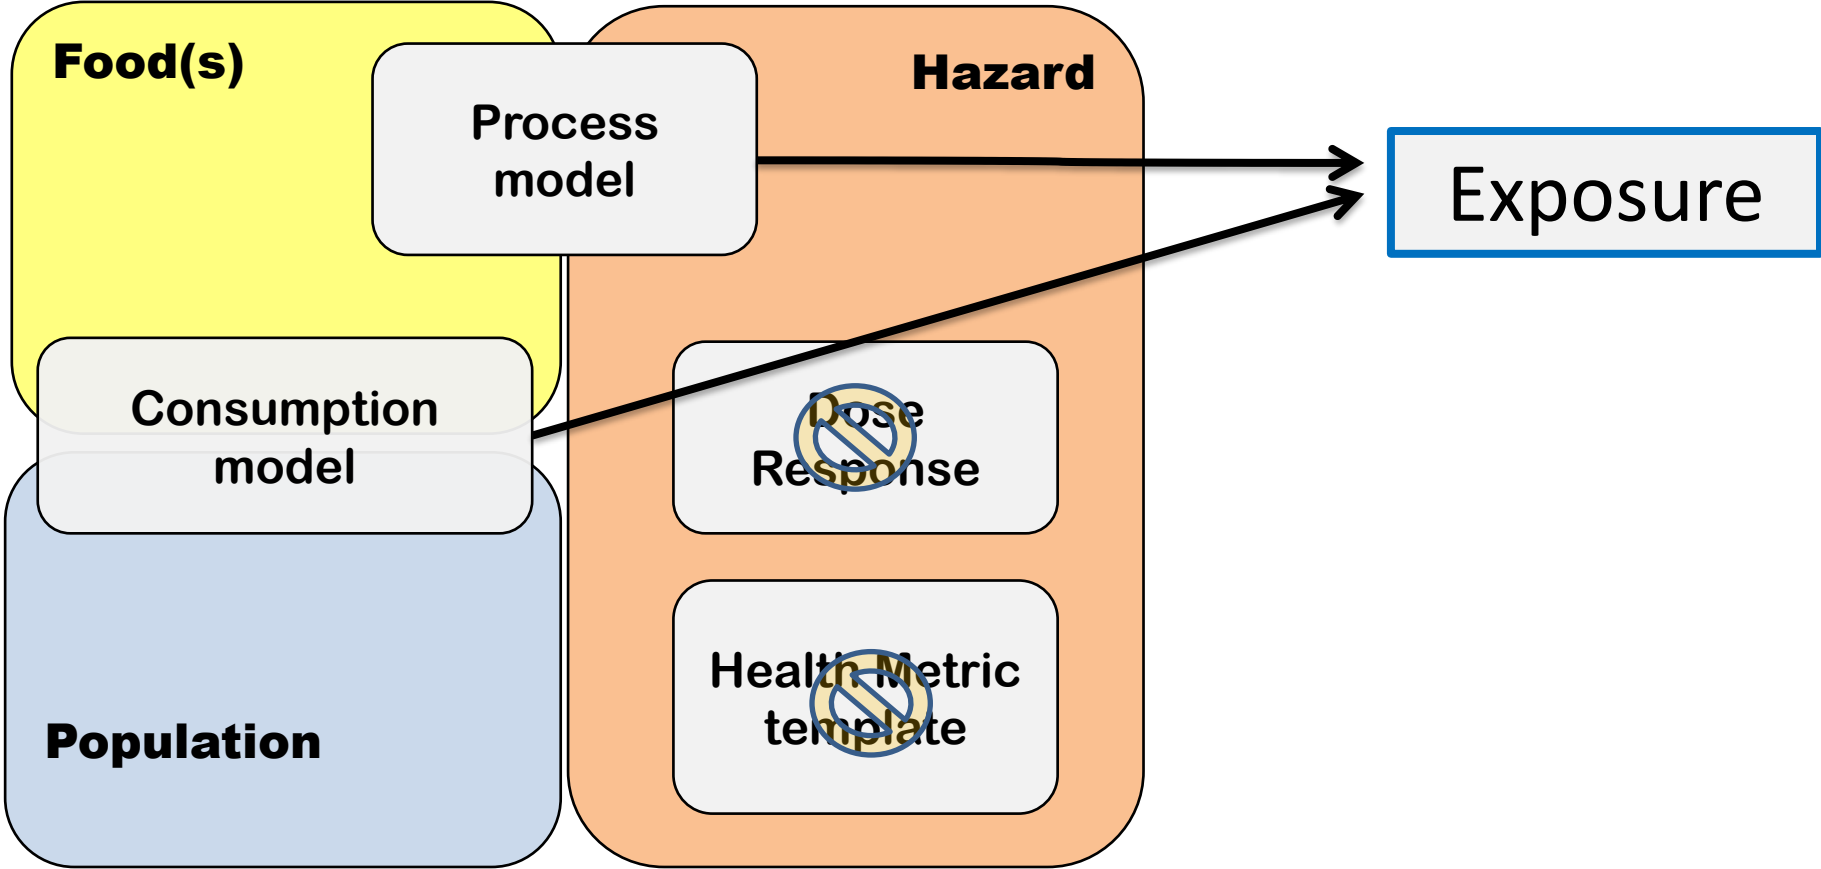 Food(s)
Hazard
Process
model
Exposure
Consumption
model
Dose
Response
Health Metric
template
Population